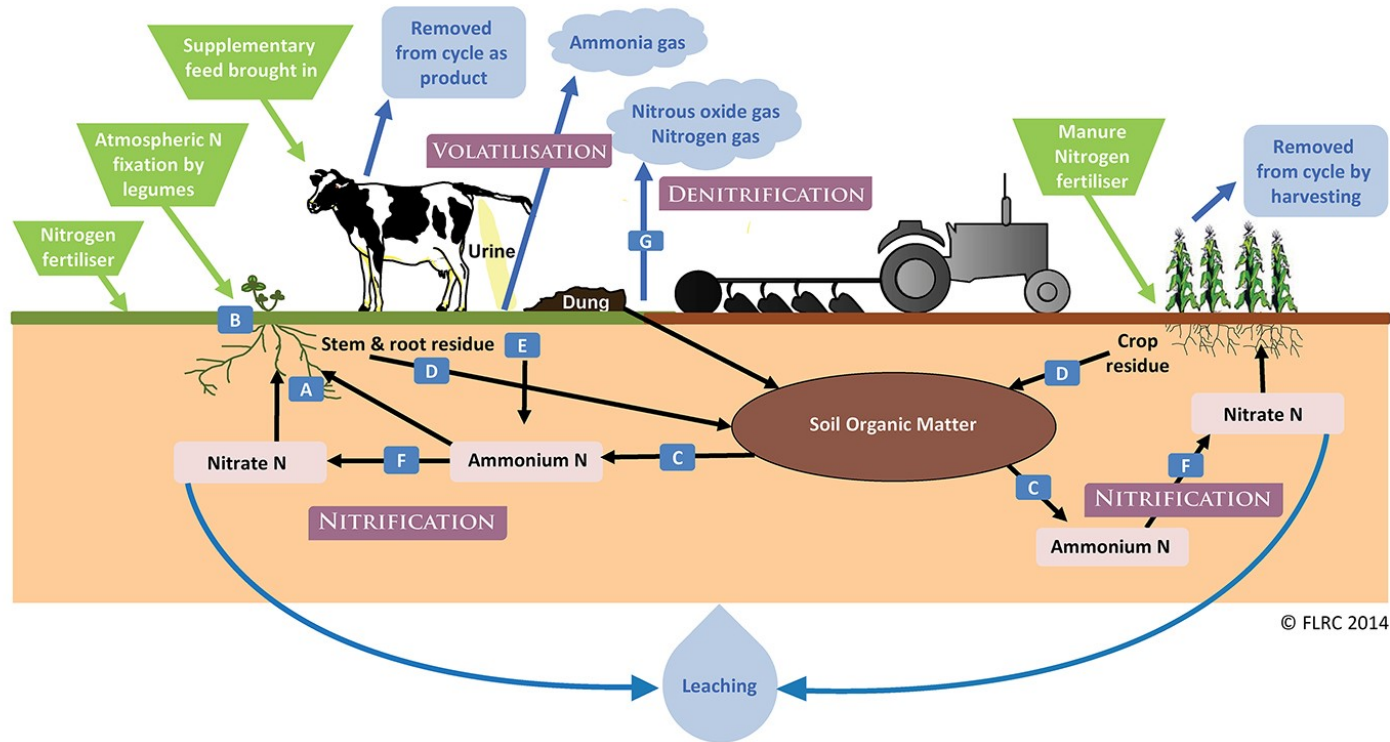 Supplementary
feed brought in
Removed
from cycle as
product
Ammonia gas
Nitrous oxide gas
Nitrogen gas
Atmospheric N
fixation by
legumes
VOLATILISATION
DENITRIFICATION
Manure
Nitrogen
fertiliser
Removed
from cycle by
harvesting
Nitrogen
fertiliser
Urine
G
Dung
B
Stem & root residue
E
D
A
Crop
residue
D
Soil Organic Matter
Nitrate N
F
Ammonium N
C
Nitrate N
F
C
NITRIFICATION
NITRIFICATION
Ammonium N
© FLRC 2014
Leaching